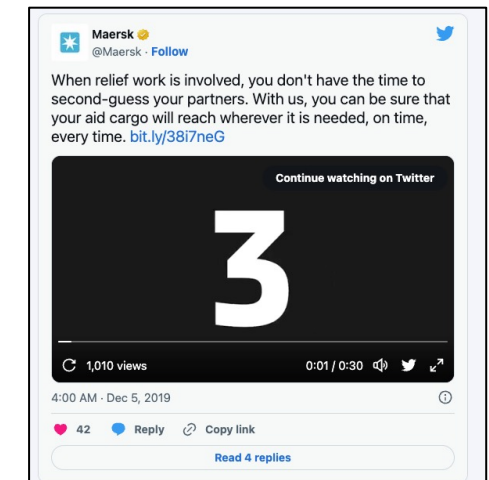 Maersk
@Maersk · Follow
When relief work is involved, you don't have the time to
second-guess your partners. With us, you can be sure that
your aid cargo will reach wherever it is needed, on time,
every time. bit.ly/38i7neG
Continue watching on Twitter
3
1,010 views 0:01 / 0:30
4:00 AM · Dec 5, 2019
42 Reply Copy link
Read 4 replies